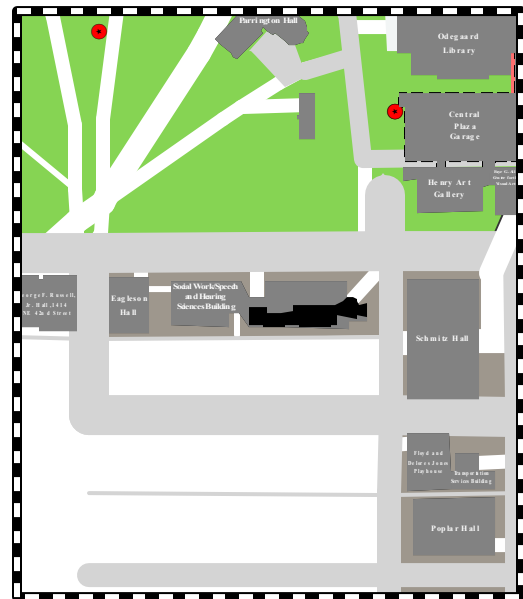 Parrington Hall
Odegaard
Library
Central
Plaza
Garage
Henry Art
Gallery
George F. Russell,
Jr. Hall, 1414
NE 42nd Street
Eagleson
Hall
Social Work/Speech
and Hearing
Sciences Building
Schmitz Hall
Floyd and
Delores Jones
Playhouse
Transportation
Services Building
Poplar Hall